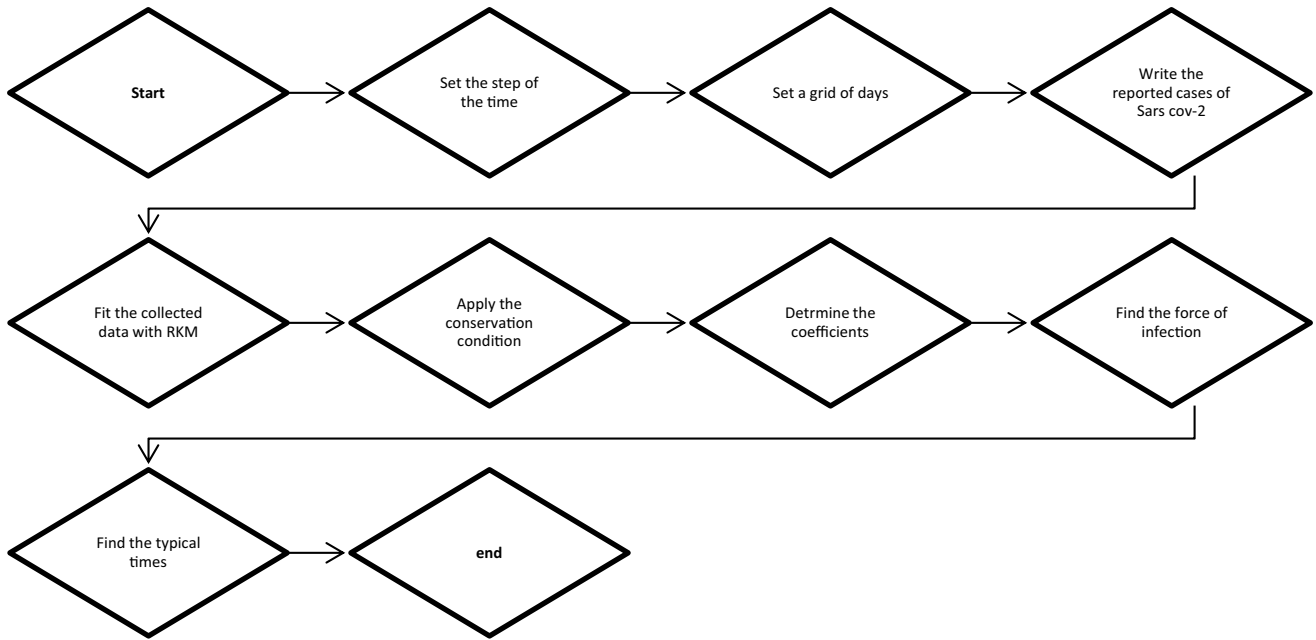 Start
Set the step of
the time
Set a grid of days
Write the
reported cases of
Sars cov-2
Fit the collected
data with RKM
Apply the
conservation
condition
Detrmine the
coefficients
Find the force of
infection
Find the typical
times
end